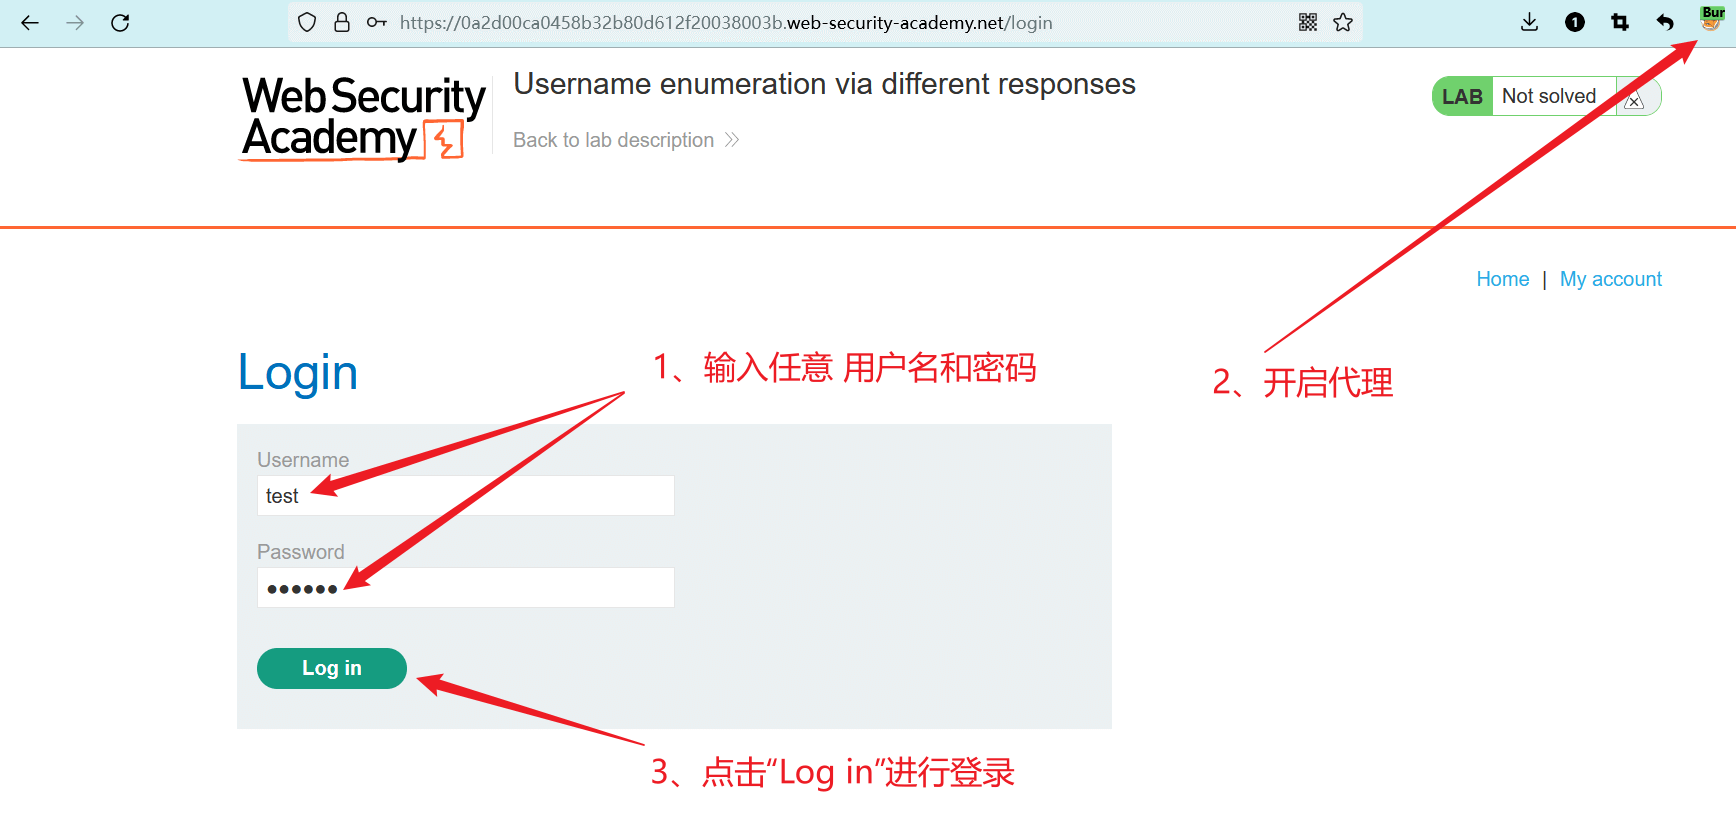 https://0a2d00ca0458b32b80d612f20038003b.web-security-academy.net/login
1
Bur
Web Security
Academy
Username enumeration via different responses
Back to lab description
LAB Not solved
Home | My account
Login
1、输入任意 用户名和密码
2、开启代理
Username
test
Password
Log in
3、点击“Log in”进行登录